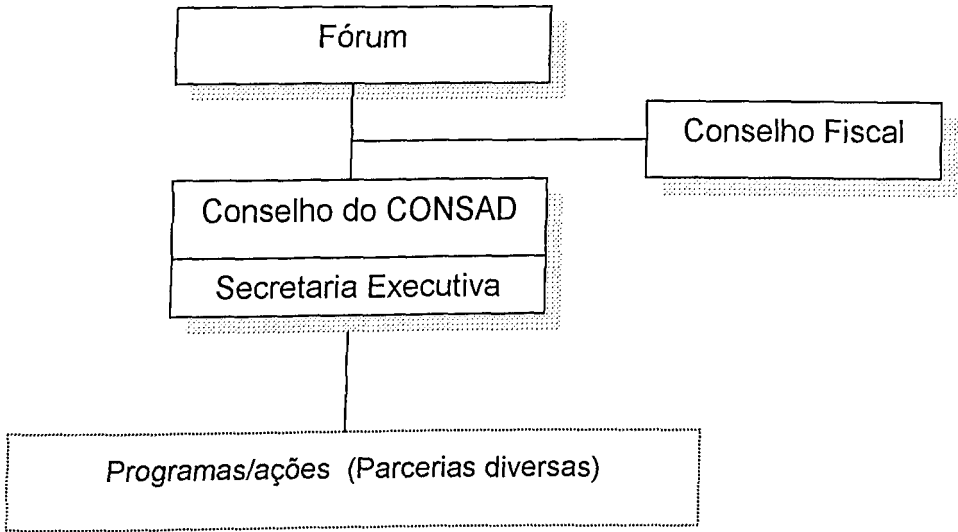 Fórum
Conselho Fiscal
Conselho do CONSAD
Secretaria Executiva
Programas/ações (Parcerias diversas)